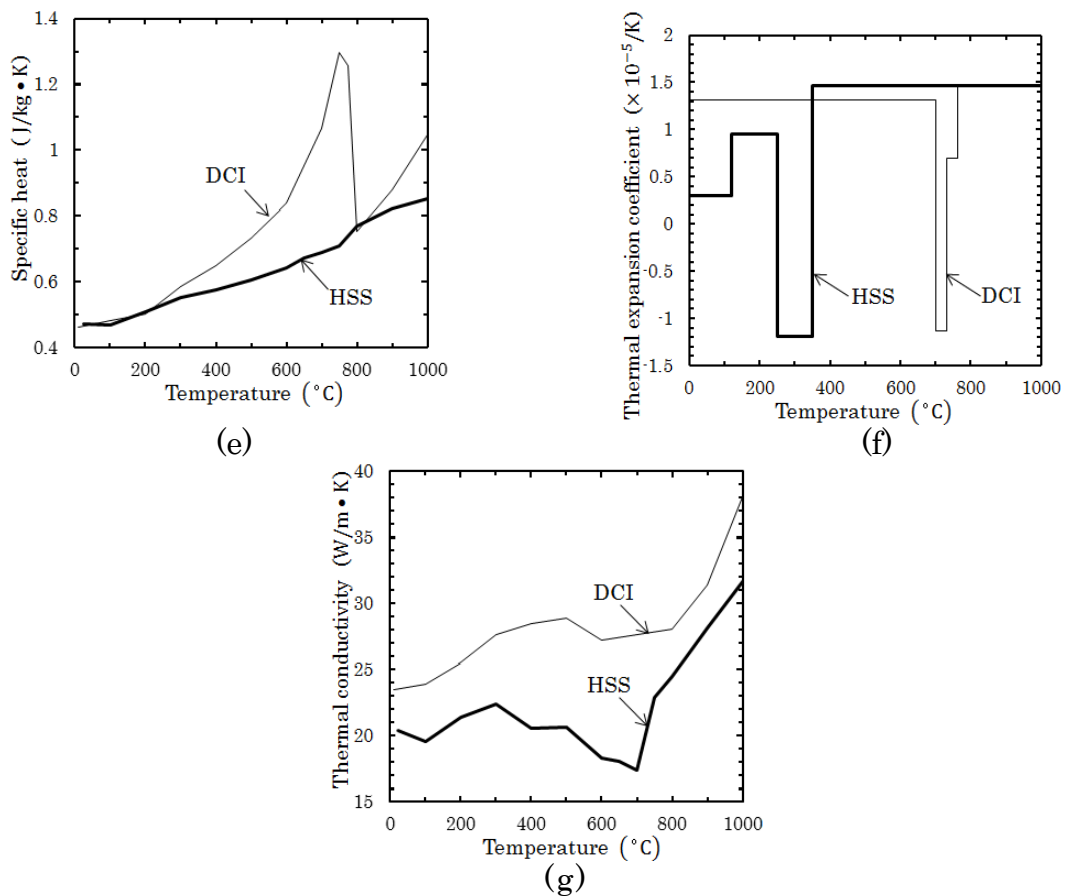 Specific heat (J/kg•K)
1.4
1.2
1
0.8
0.6
0.4
DCI
HSS
0 200 400 600 800 1000
Temperature (°C)
(e)
Thermal expansion coefficient (× 10⁻⁵/K)
2
1.5
1
0.5
0
-0.5
-1
-1.5
HSS
DCI
0 200 400 600 800 1000
Temperature (°C)
(f)
Thermal conductivity (W/m•K)
40
35
30
25
20
15
DCI
HSS
0 200 400 600 800 1000
Temperature (°C)
(g)